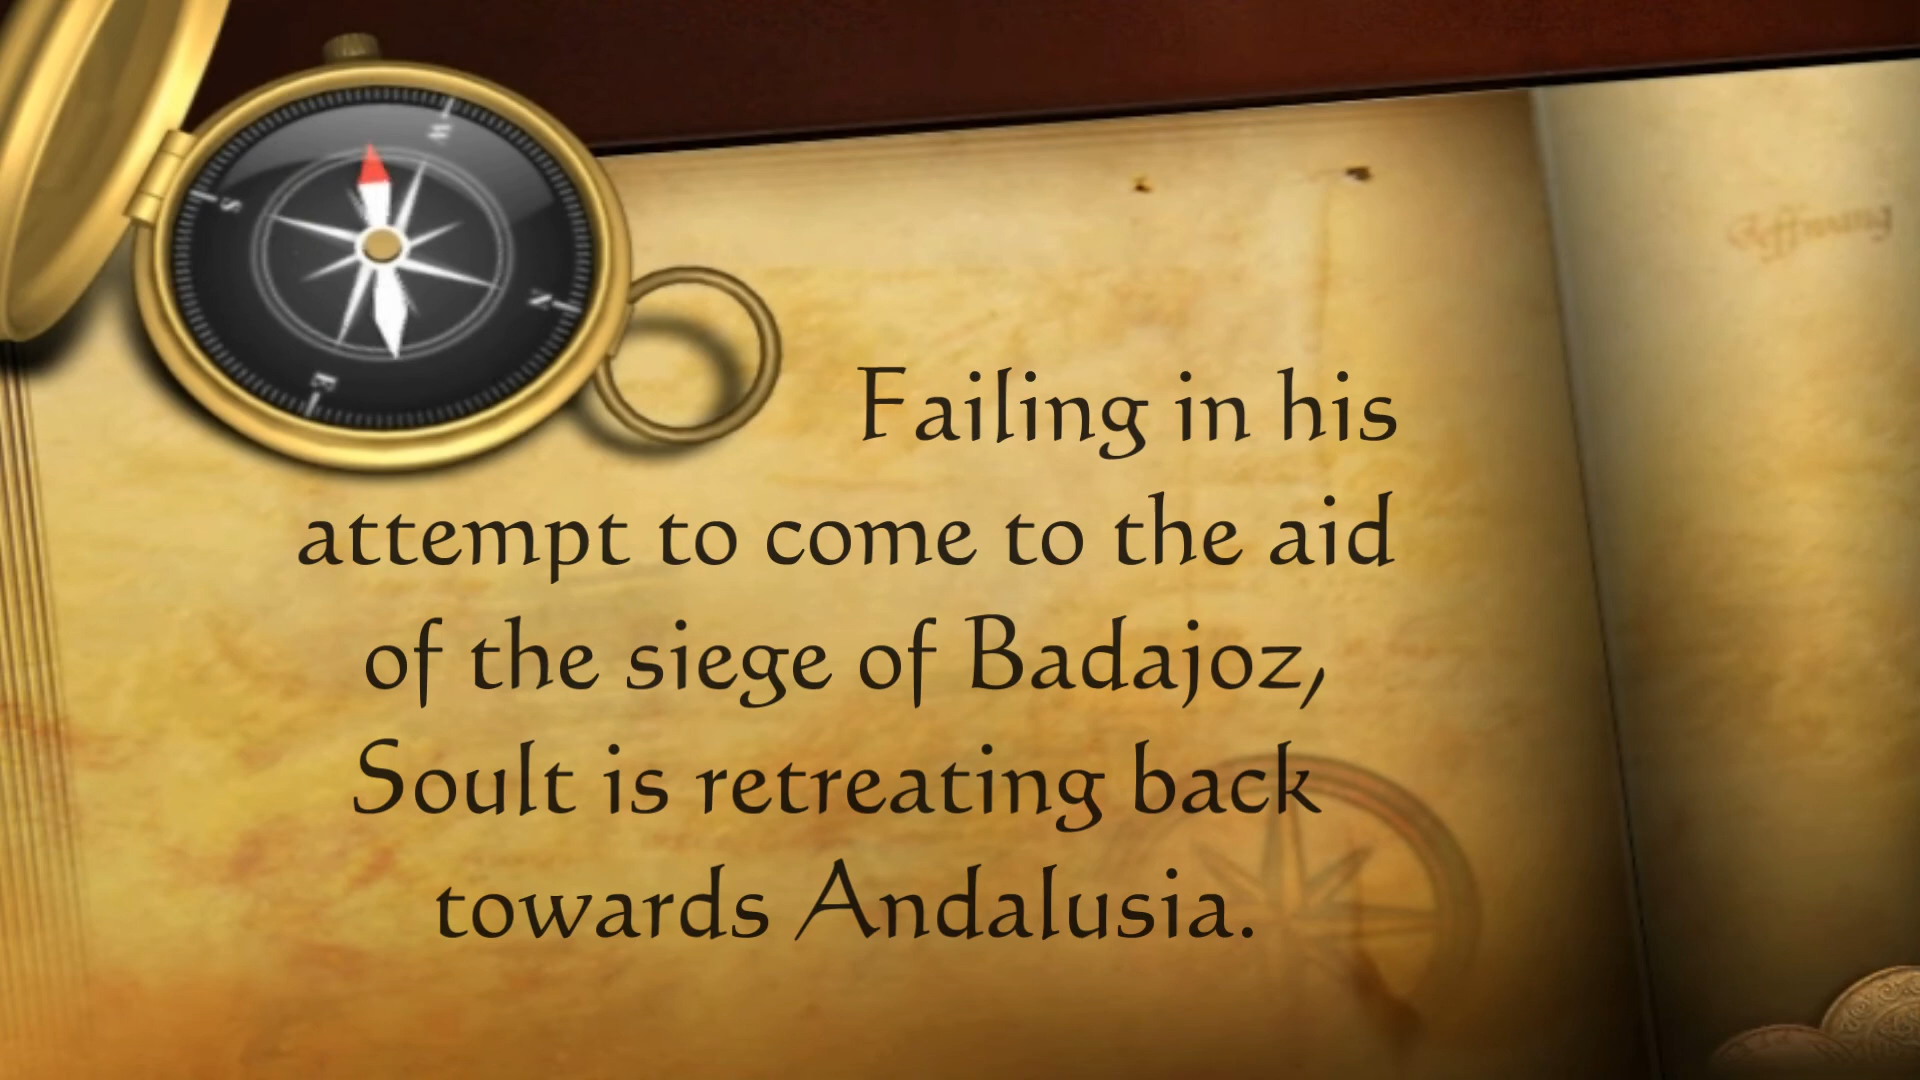 W
S
N
E
Failing in his
attempt to come to the aid
of the siege of Badajoz,
Soult is retreating back
towards Andalusia.